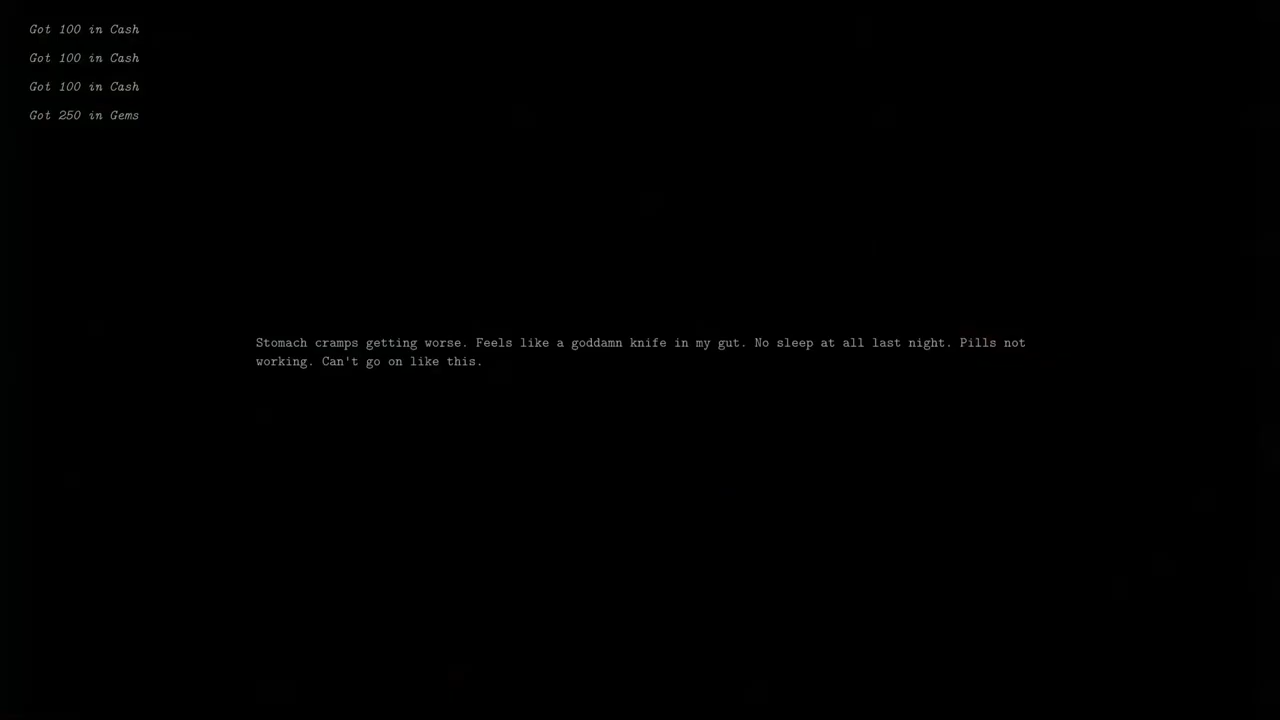 Got 100 in Cash
Got 100 in Cash
Got 100 in Cash
Got 250 in Gems
Stomach cramps getting worse. Feels like a goddamn knife in my gut. No sleep at all last night. Pills not
working. Can't go on like this.